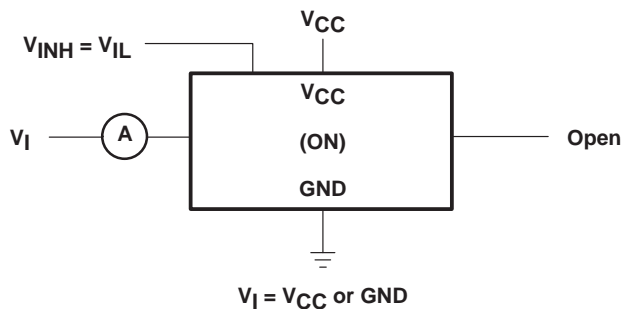 VCC
VINH = VIL
VCC
VI
A
(ON)
Open
GND
VI = VCC or GND